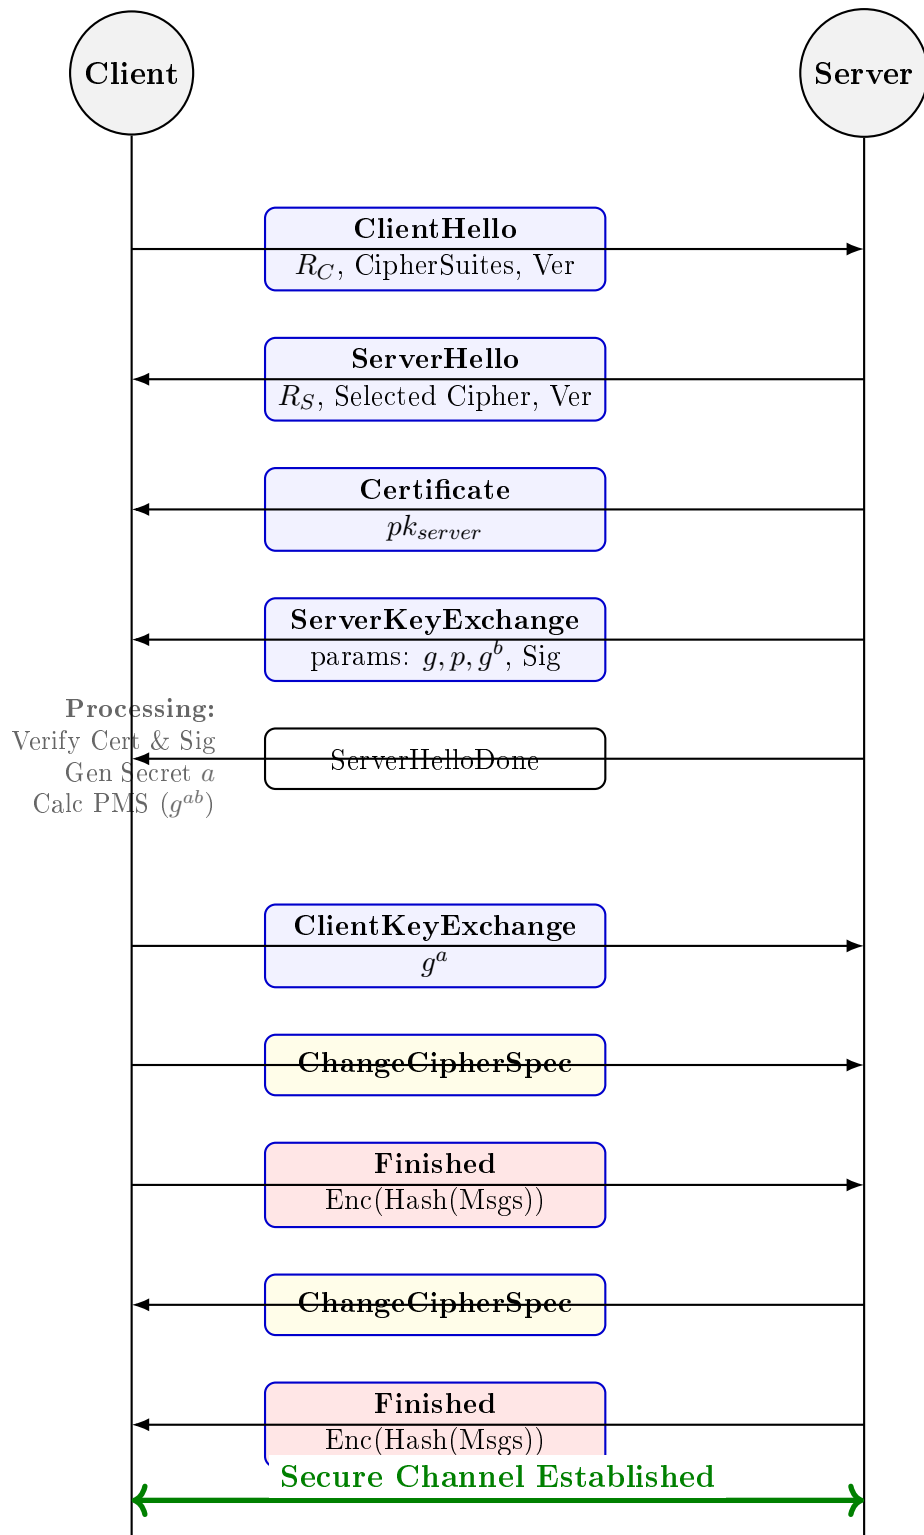 Client
Server
ClientHello
R_C, CipherSuites, Ver
ServerHello
R_S, Selected Cipher, Ver
Certificate
pk_{server}
ServerKeyExchange
params: g, p, g^b, Sig
Processing:
Verify Cert & Sig
Gen Secret a
Calc PMS (g^{ab})
ServerHelloDone
ClientKeyExchange
g^a
ChangeCipherSpec
Finished
Enc(Hash(Msgs))
ChangeCipherSpec
Finished
Enc(Hash(Msgs))
Secure Channel Established